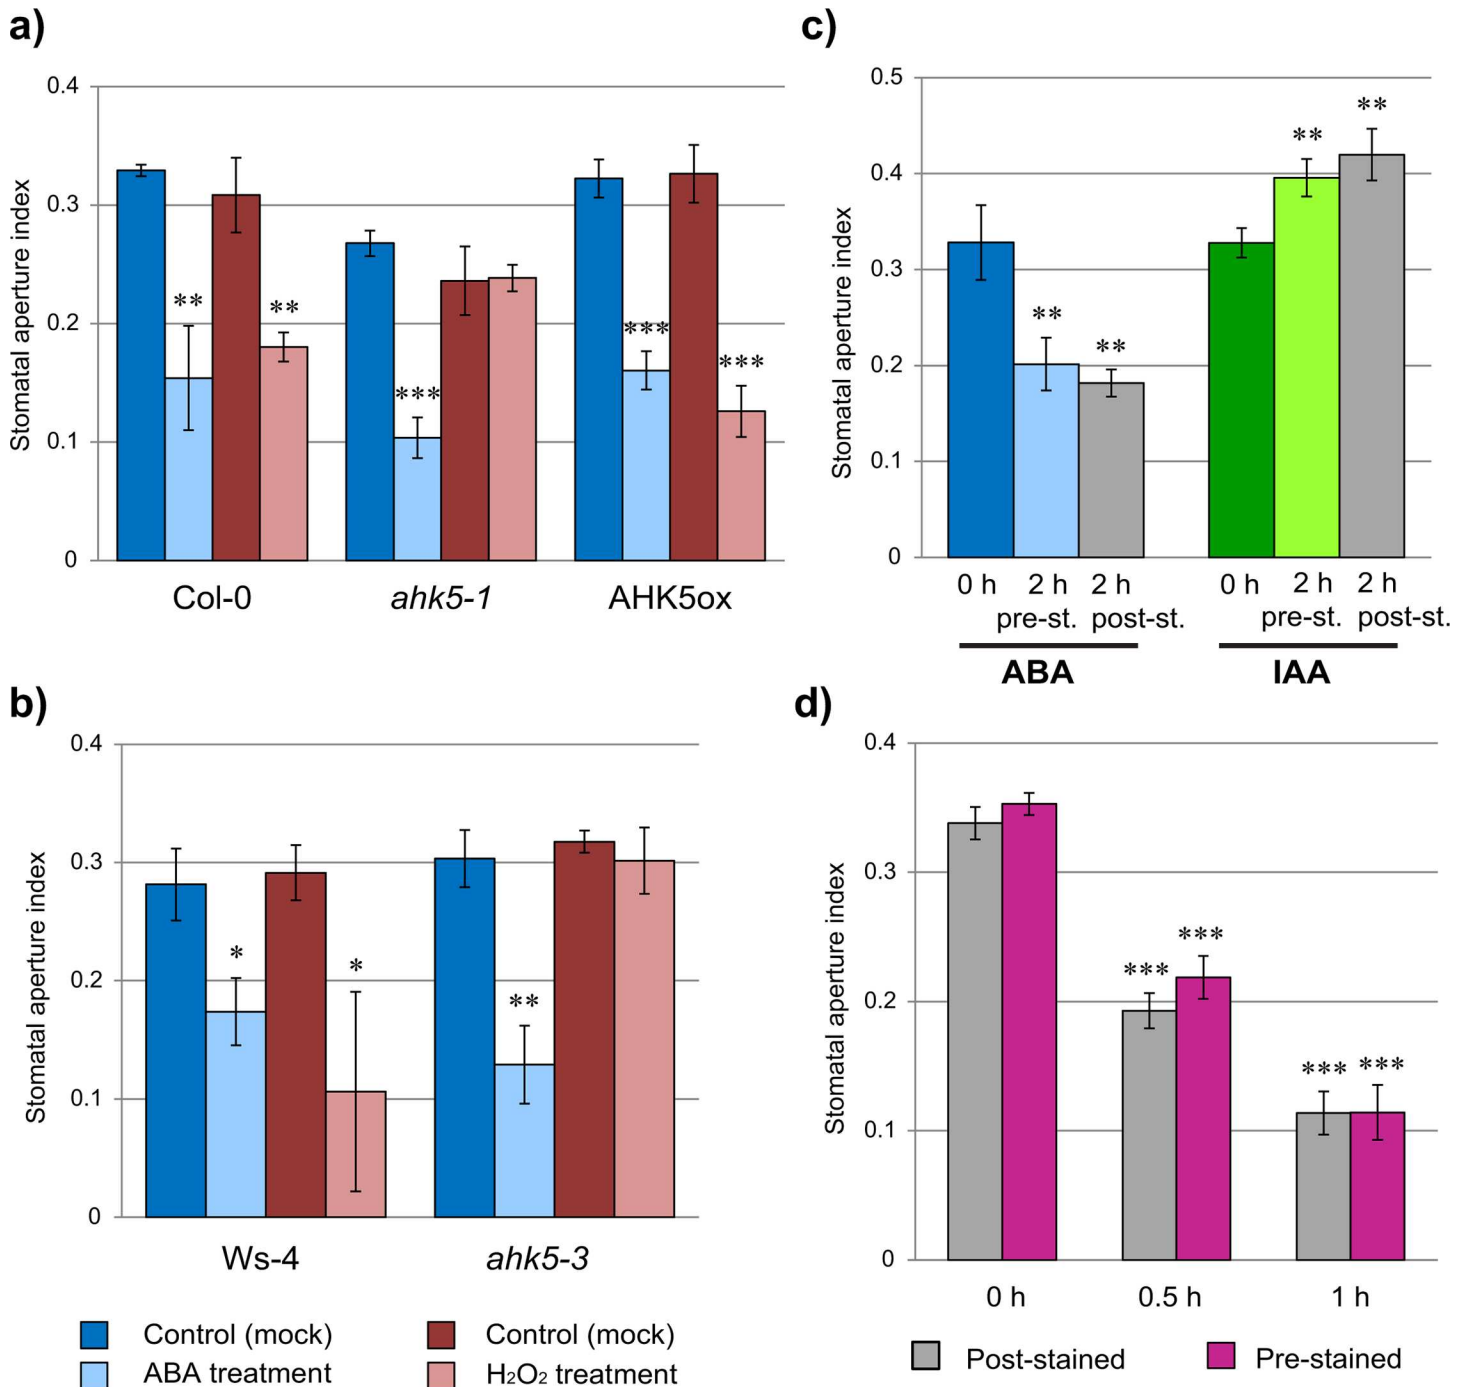 a)
0.4
0.3
0.2
0.1
0
Stomatal aperture index
**
**
***
***
***
Col-0
ahk5-1
AHK5ox
c)
0.5
0.4
0.3
0.2
0.1
0
Stomatal aperture index
**
**
**
**
0 h
2 h
2 h
0 h
2 h
2 h
pre-st.
post-st.
pre-st.
post-st.
ABA
IAA
b)
0.4
0.3
0.2
0.1
0
Stomatal aperture index
*
*
**
Ws-4
ahk5-3
Control (mock)
Control (mock)
ABA treatment
H₂O₂ treatment
d)
0.4
0.3
0.2
0.1
0
Stomatal aperture index
***
***
***
***
0 h
0.5 h
1 h
Post-stained
Pre-stained